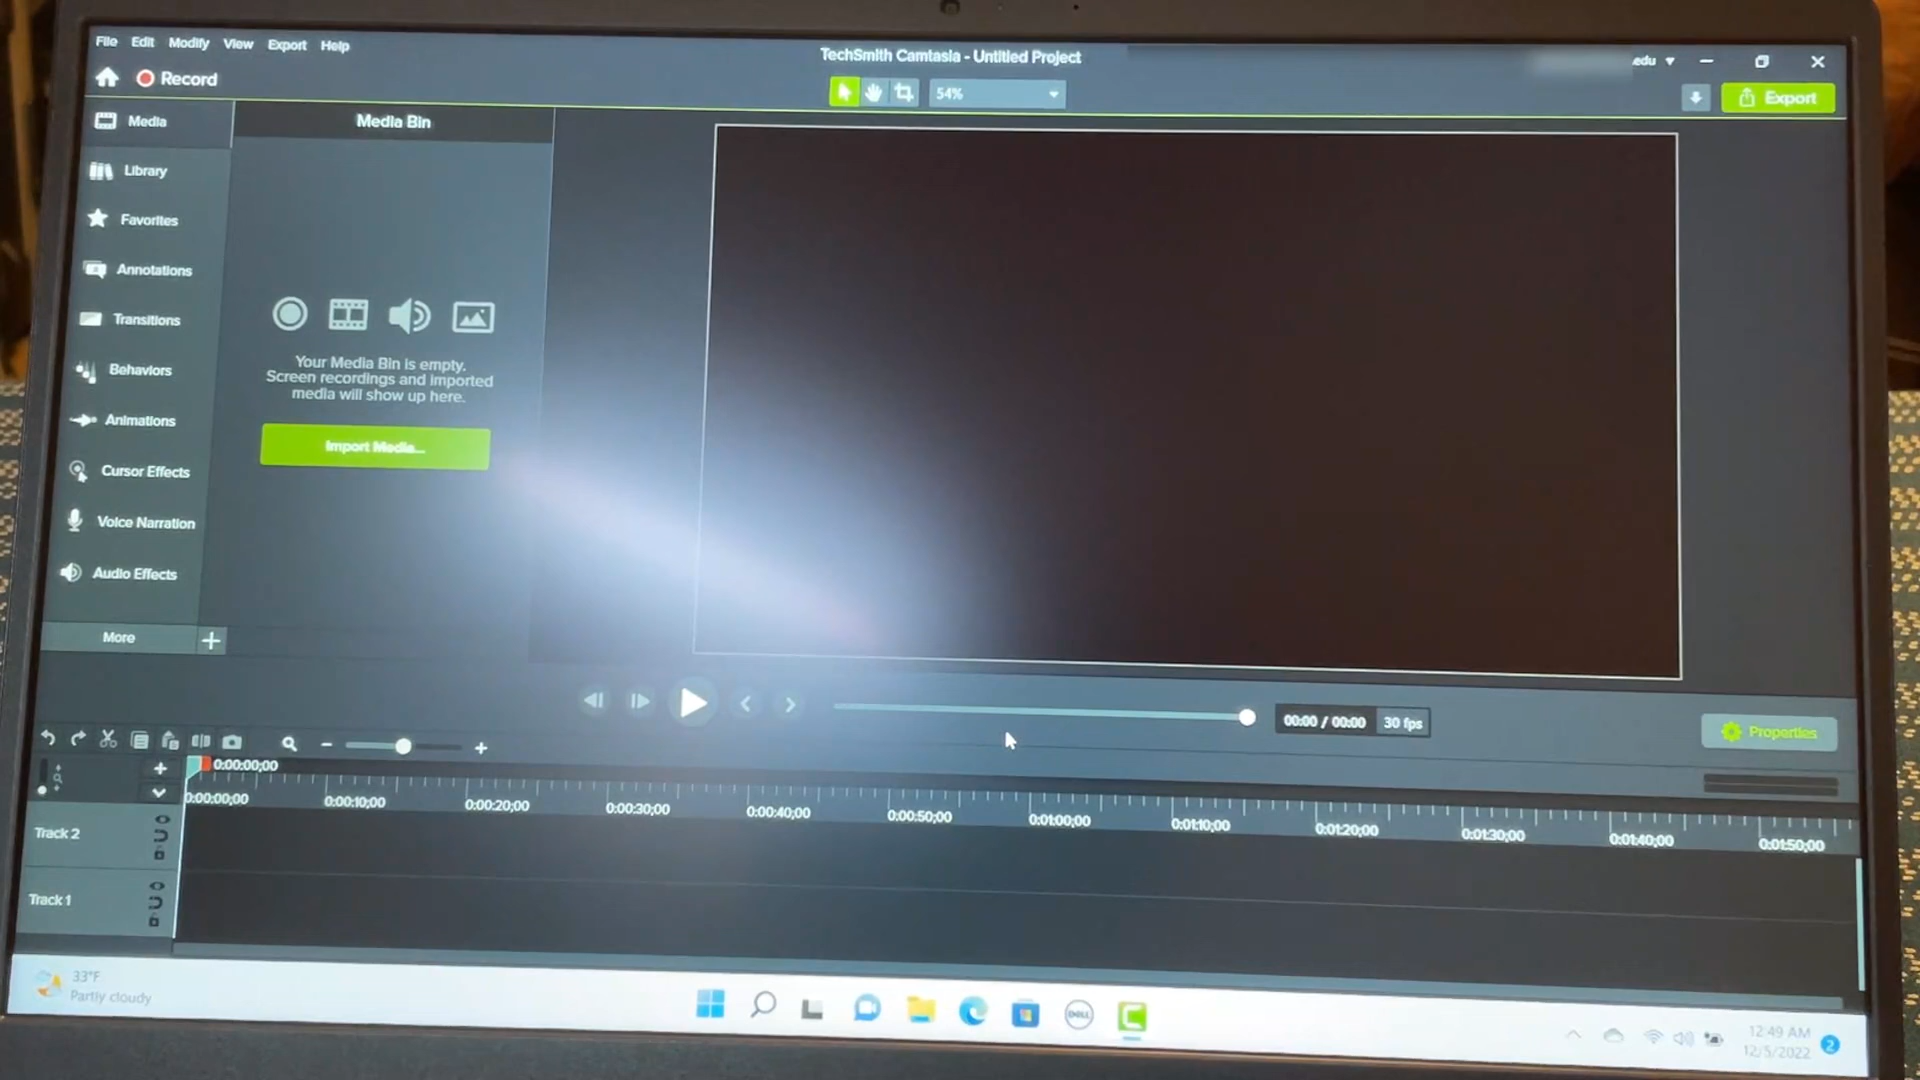 File Edit Modify View Export Help
TechSmith Camtasia - Untitled Project
edu
Record
54%
Export
Media
Media Bin
Library
Favorites
Annotations
Transitions
Behaviors
Animations
Cursor Effects
Voice Narration
Audio Effects
More
Your Media Bin is empty.
Screen recordings and imported
media will show up here.
Import Media...
00:00 / 00:00
30 fps
Properties
0:00:00;00
0:00:00;00 0:00:10;00 0:00:20;00 0:00:30;00 0:00:40;00 0:00:50;00 0:01:00;00 0:01:10;00 0:01:20;00 0:01:30;00 0:01:40;00 0:01:50;00
Track 2
Track 1
33°F
Partly cloudy
DELL
12:49 AM
12/5/2022
2